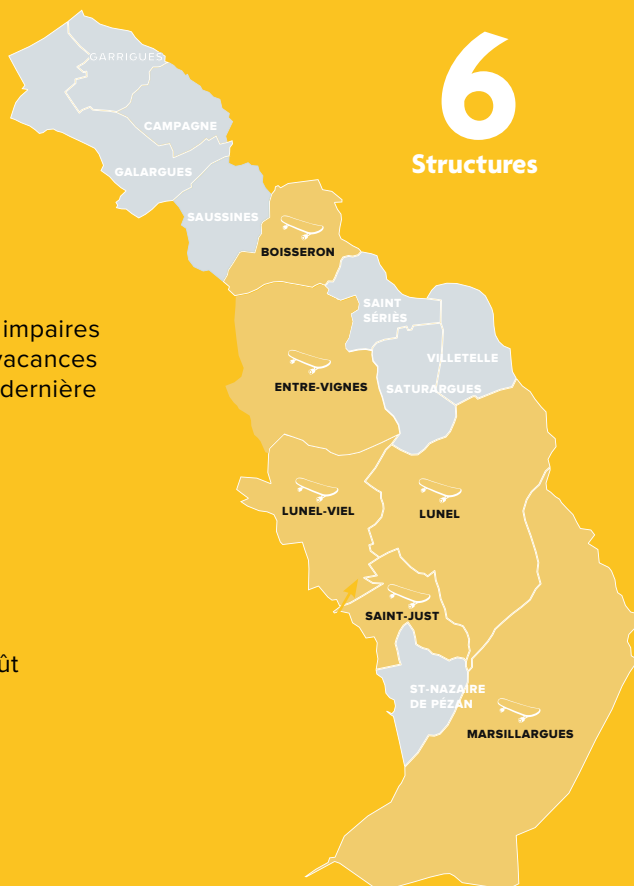 6
Structures
GARRIGUES
CAMPAGNE
GALARGUES
SAUSSINES
BOISSERON
SAINT
SÉRIÈS
impaires
vacances
dernière
VILLETELLE
ENTRE-VIGNES
SATURARGUES
LUNEL-VIEL
LUNEL
SAINT-JUST
ût
ST-NAZAIRE
DE PÉZAN
MARSILLARGUES